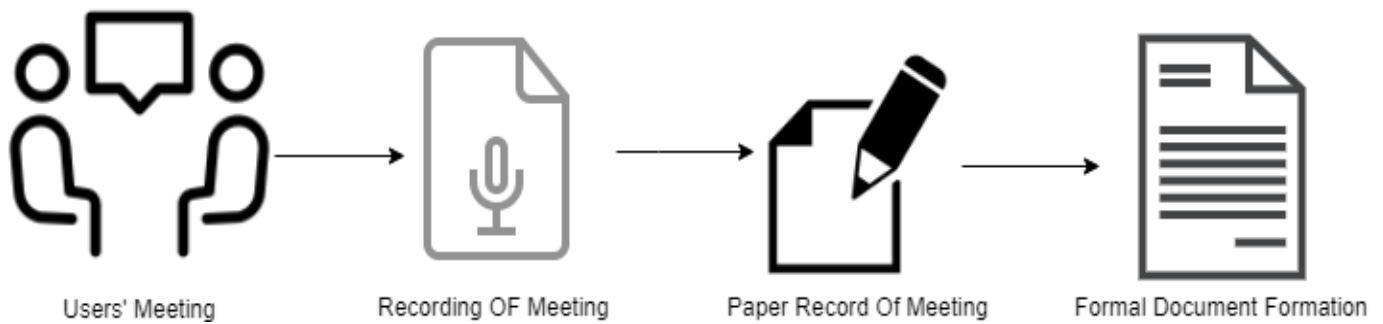 Users' Meeting
Recording OF Meeting
Paper Record Of Meeting
Formal Document Formation